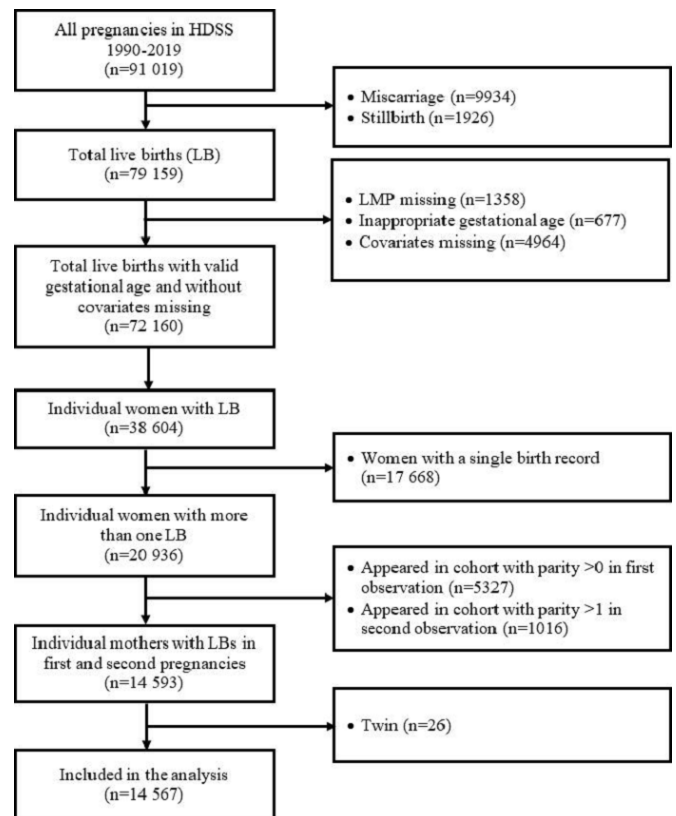 All pregnancies in HDSS
1990-2019
(n=91 019)
• Miscarriage (n=9934)
• Stillbirth (n=1926)
Total live births (LB)
(n=79 159)
• LMP missing (n=1358)
• Inappropriate gestational age (n=677)
• Covariates missing (n=4964)
Total live births with valid
gestational age and without
covariates missing
(n=72 160)
Individual women with LB
(n=38 604)
• Women with a single birth record
(n=17 668)
Individual women with more
than one LB
(n=20 936)
• Appeared in cohort with parity >0 in first
observation (n=5327)
• Appeared in cohort with parity >1 in
second observation (n=1016)
Individual mothers with LBs in
first and second pregnancies
(n=14 593)
• Twin (n=26)
Included in the analysis
(n=14 567)